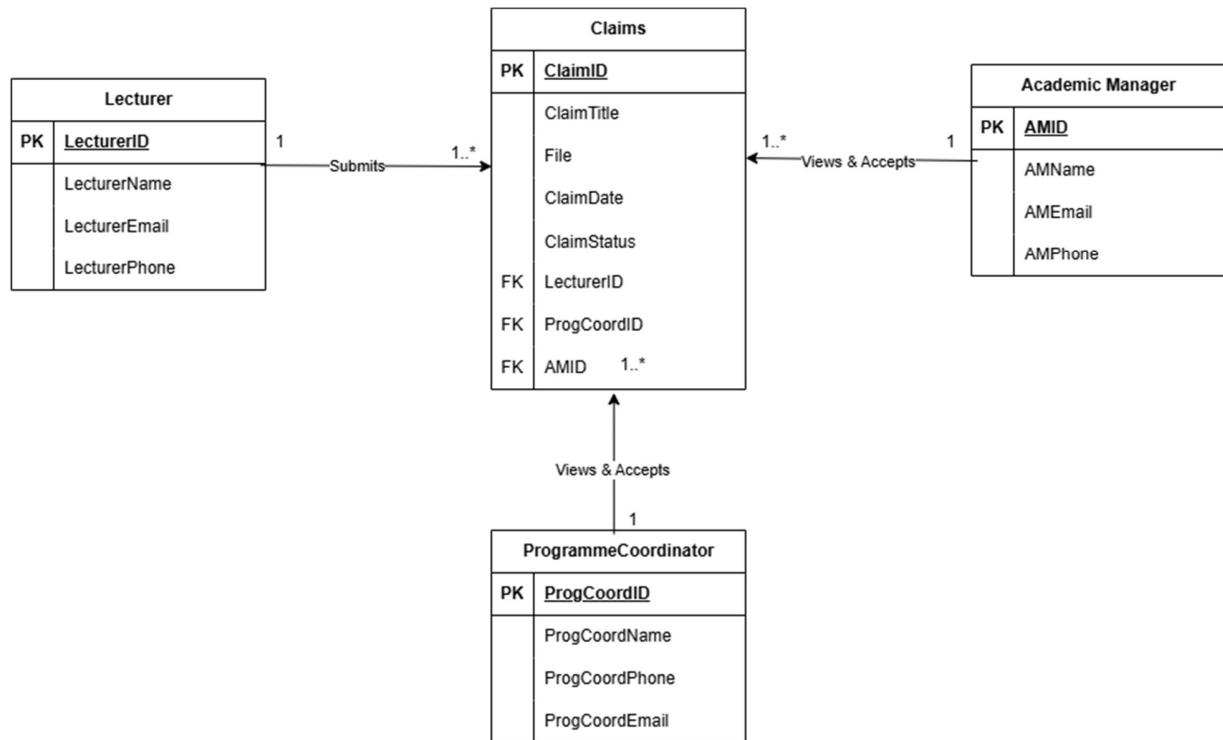 Claims
PK ClaimID
ClaimTitle
File
ClaimDate
ClaimStatus
FK LecturerID
FK ProgCoordID
FK AMID 1..*
Lecturer
PK LecturerID
LecturerName
LecturerEmail
LecturerPhone
1 Submits 1..*
Academic Manager
PK AMID
AMName
AMEmail
AMPhone
1..* Views & Accepts 1
Views & Accepts
1
ProgrammeCoordinator
PK ProgCoordID
ProgCoordName
ProgCoordPhone
ProgCoordEmail